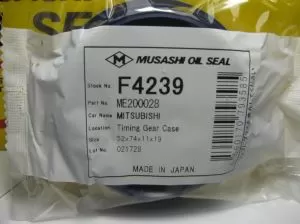 MUSASHI OIL SEAL
Stock No. F4239
Part No. ME200028
Car Name MITSUBISHI
Location Timing Gear Case
Size 52x74x11x19
Lot No 021728
MADE IN JAPAN